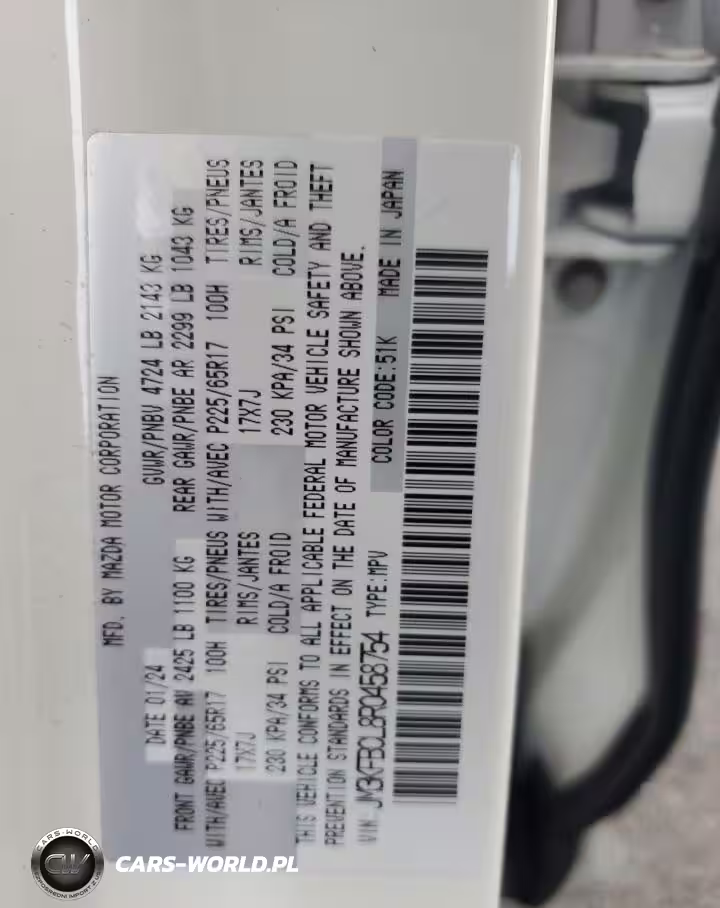 MFD. BY MAZDA MOTOR CORPORATION
DATE 01/24 GVWR/PNBV 4724 LB 2143 KG
FRONT GAWR/PNBE AV 2425 LB 1100 KG REAR GAWR/PNBE AR 2299 LB 1043 KG
WITH/AVEC P225/65R17 100H TIRES/PNEUS WITH/AVEC P225/65R17 100H TIRES/PNEUS
17X7J RIMS/JANTES 17X7J RIMS/JANTES
230 KPA/34 PSI COLD/A FROID 230 KPA/34 PSI COLD/A FROID
THIS VEHICLE CONFORMS TO ALL APPLICABLE FEDERAL MOTOR VEHICLE SAFETY AND THEFT
PREVENTION STANDARDS IN EFFECT ON THE DATE OF MANUFACTURE SHOWN ABOVE.
VIN: JM3KFBCL8R0458754 TYPE:MPV COLOR CODE:51K MADE IN JAPAN
CARS-WORLD
CW
CARS-WORLD.PL